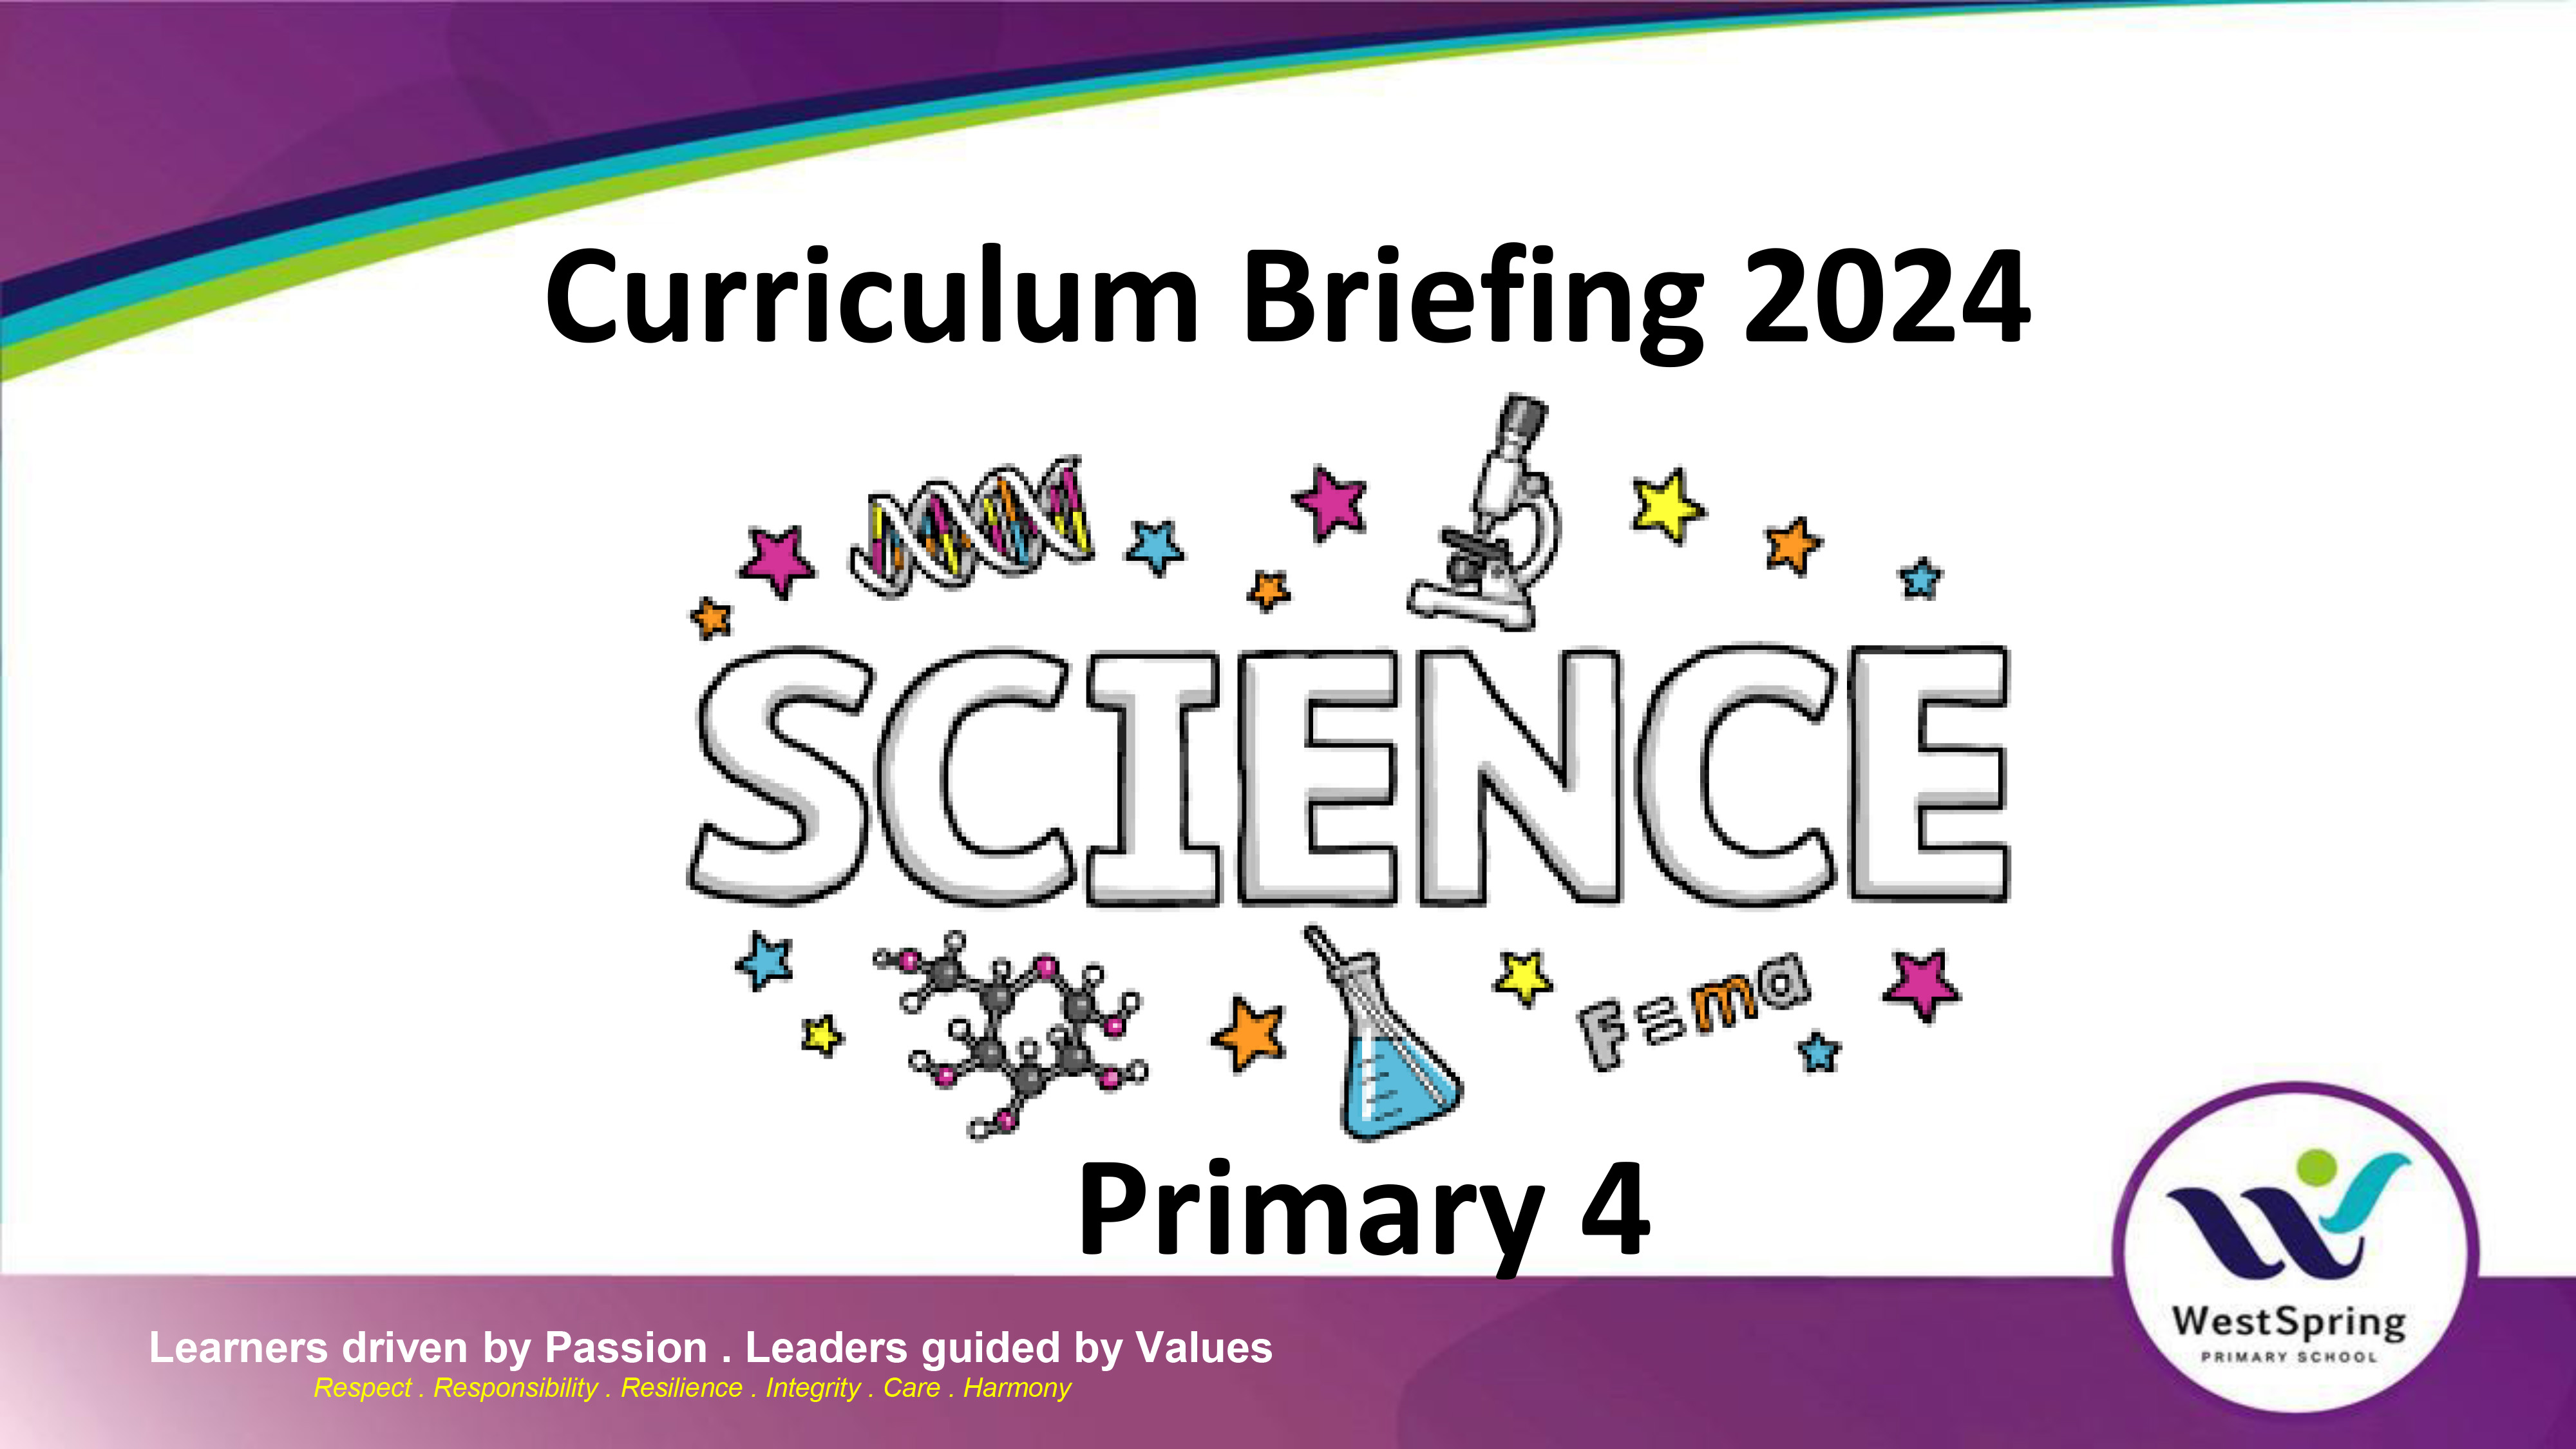 Curriculum Briefing 2024
SCIENCE
F=ma
Primary 4
WestSpring
PRIMARY SCHOOL
Learners driven by Passion . Leaders guided by Values
Respect . Responsibility . Resilience . Integrity . Care . Harmony